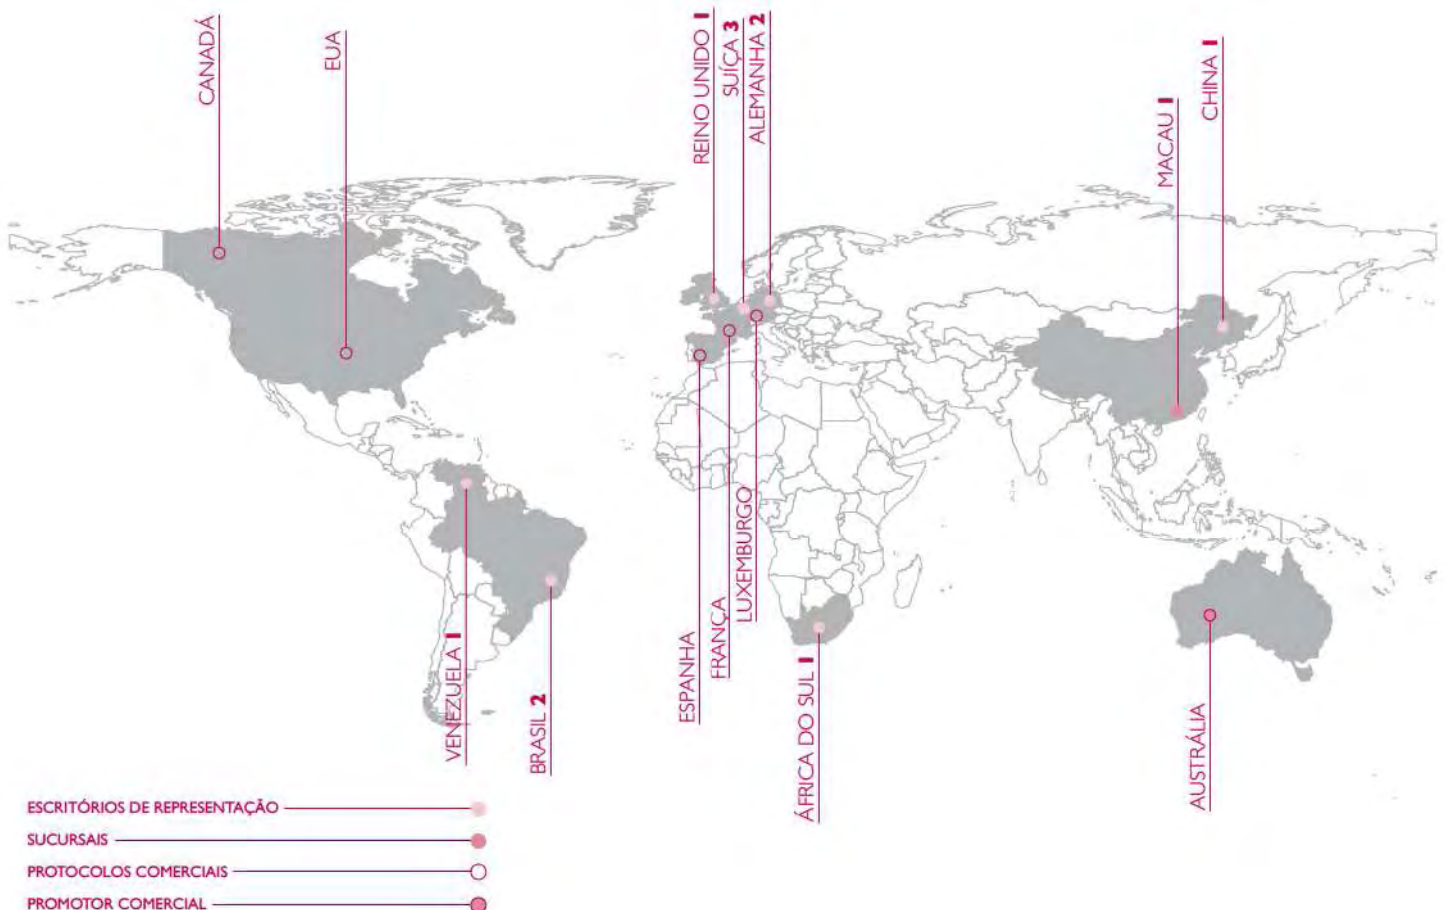 CANADÁ
EUA
REINO UNIDO 1
SUÍÇA 3
ALEMANHA 2
MACAU 1
CHINA 1
VENEZUELA 1
BRASIL 2
ESPANHA
FRANÇA
LUXEMBURGO
ÁFRICA DO SUL 1
AUSTRÁLIA
ESCRITÓRIOS DE REPRESENTAÇÃO
SUCURSAIS
PROTOCOLOS COMERCIAIS
PROMOTOR COMERCIAL